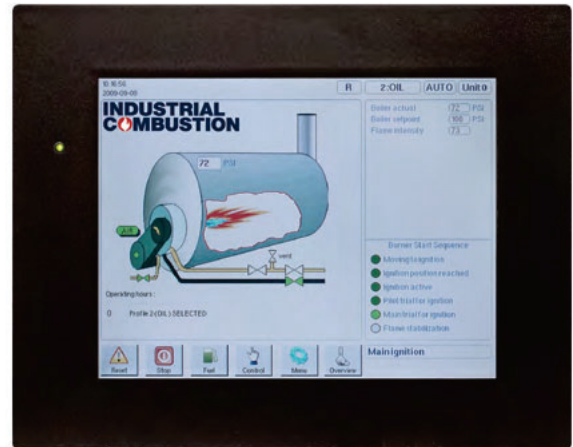 10:16:56
2009-09-09
R 2:OIL AUTO Unit0
INDUSTRIAL
COMBUSTION
Boiler actual 72 PSI
Boiler setpoint 100 PSI
Flame intensity 73
72 PSI
AIR
vent
Operating hours :
0 Profile 2 (OIL) SELECTED
Burner Start Sequence
Moving to ignition
Ignition position reached
Ignition active
Pilot trial for ignition
Main trial for ignition
Flame stabilization
Main ignition
Reset Stop Fuel Control Menu Overview